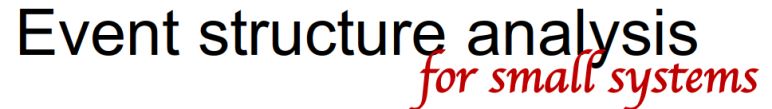 Event structure analysis
for small systems